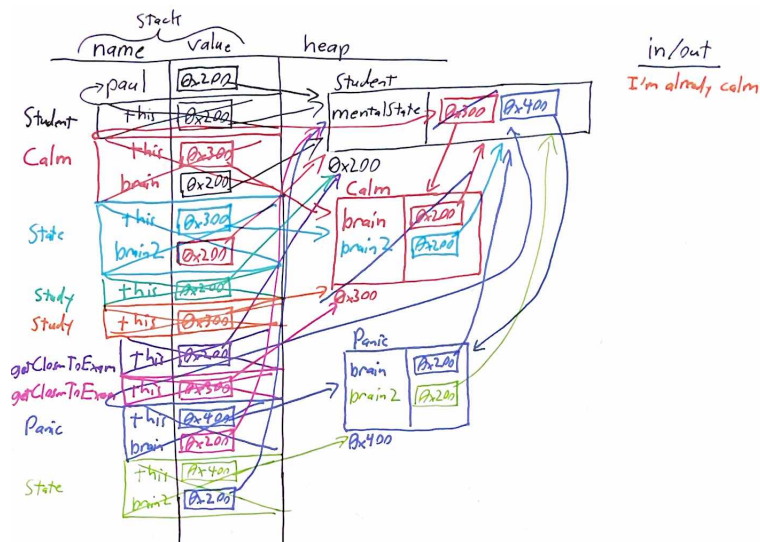 stack
name value heap in/out
I'm already calm
paul 0x200
Student
Student this 0x200 mentalState 0x300 0x400
0x200
Calm this 0x300
brain 0x200
Calm
State this 0x300 brain 0x200
brain2 0x200 brain2 0x200
Study this 0x200
0x300
Study this 0x300
Panic
getCloserToExam this 0x200 brain 0x200
getCloserToExam this 0x300 brain2 0x200
Panic this 0x400
brain 0x200 0x400
State this 0x400
brain2 0x200